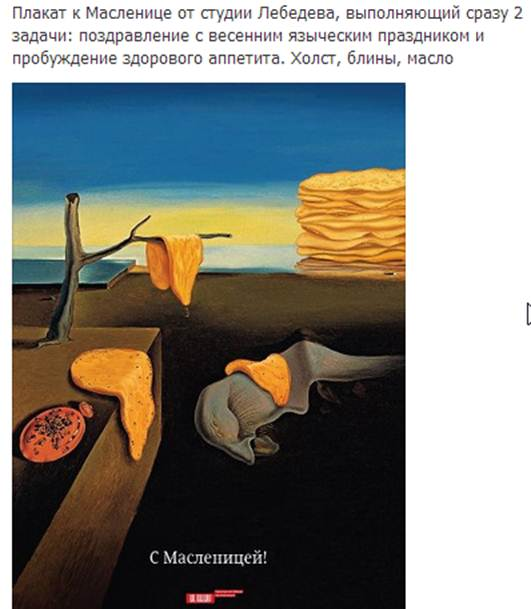 Плакат к Масленице от студии Лебедева, выполняющий сразу 2
задачи: поздравление с весенним языческим праздником и
пробуждение здорового аппетита. Холст, блины, масло
С Масленицей!